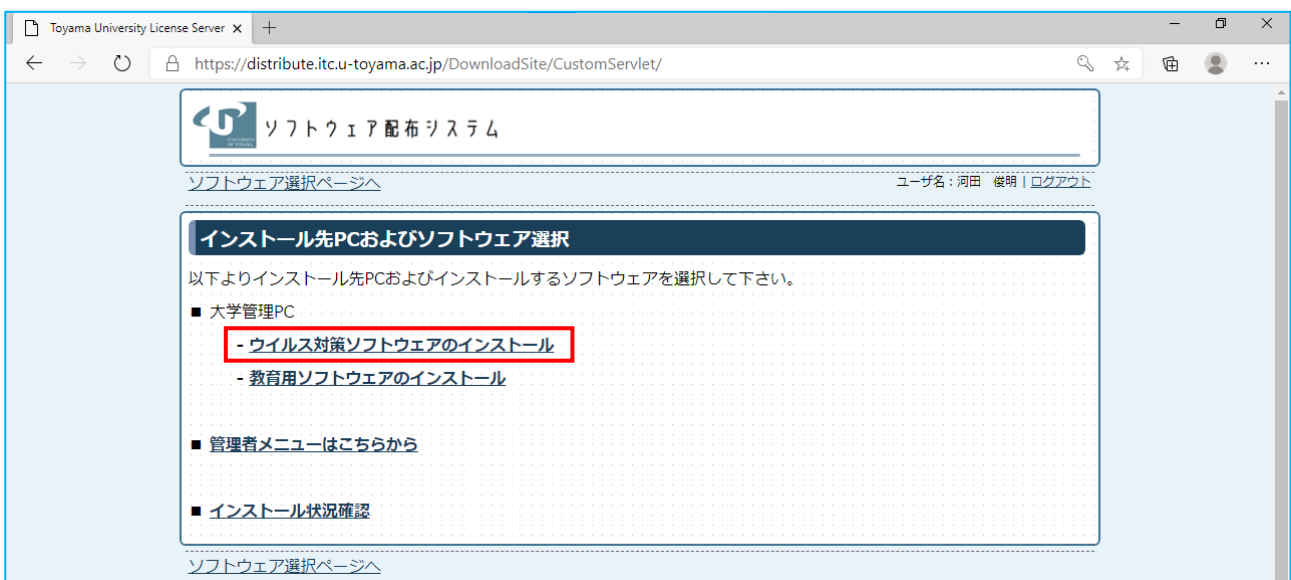 Toyama University License Server
https://distribute.itc.u-toyama.ac.jp/DownloadSite/CustomServlet/
UNIVERSITY
OF TOYAMA
ソフトウェア配布システム
ソフトウェア選択ページへ
ユーザ名：河田　俊明 | ログアウト
インストール先PCおよびソフトウェア選択
以下よりインストール先PCおよびインストールするソフトウェアを選択して下さい。
■ 大学管理PC
- ウイルス対策ソフトウェアのインストール
- 教育用ソフトウェアのインストール
■ 管理者メニューはこちらから
■ インストール状況確認
ソフトウェア選択ページへ